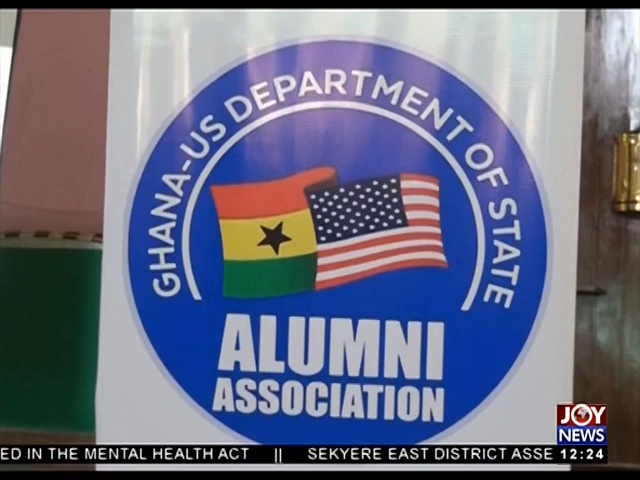 GHANA-US DEPARTMENT OF STATE
ALUMNI
ASSOCIATION
JOY
NEWS
ED IN THE MENTAL HEALTH ACT || SEKYERE EAST DISTRICT ASSE
12:24